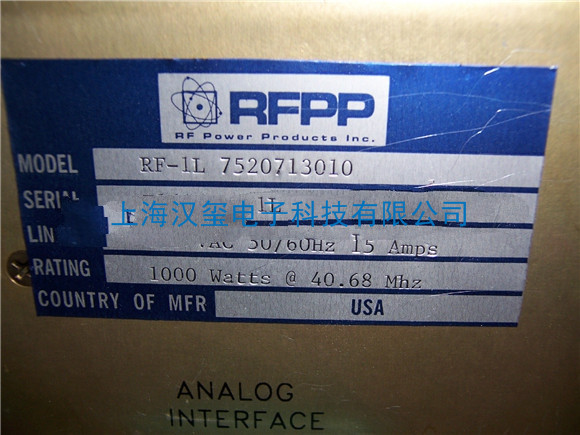 RFPP
RF Power Products Inc.
MODEL RF-1L 7520713010
SERIAL 1L
上海汉玺电子科技有限公司
LIN VAC 50/60Hz 15 Amps
RATING 1000 Watts @ 40.68 Mhz
COUNTRY OF MFR USA
ANALOG
INTERFACE